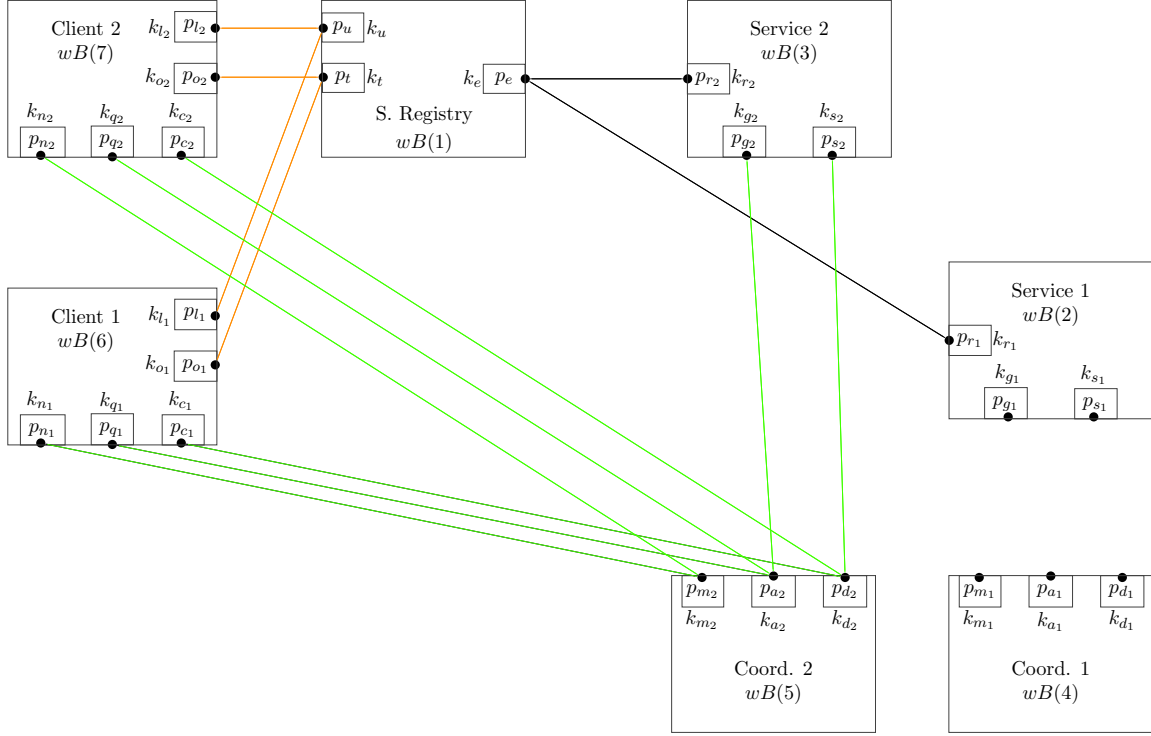 Client 2
wB(7)
k_{l_2} p_{l_2}
k_{o_2} p_{o_2}
k_{n_2} k_{q_2} k_{c_2}
p_{n_2} p_{q_2} p_{c_2}
p_u k_u
p_t k_t
k_e p_e
S. Registry
wB(1)
Service 2
wB(3)
p_{r_2} k_{r_2}
k_{g_2} k_{s_2}
p_{g_2} p_{s_2}
Client 1
wB(6)
k_{l_1} p_{l_1}
k_{o_1} p_{o_1}
k_{n_1} k_{q_1} k_{c_1}
p_{n_1} p_{q_1} p_{c_1}
Service 1
wB(2)
p_{r_1} k_{r_1}
k_{g_1} k_{s_1}
p_{g_1} p_{s_1}
p_{m_2} p_{a_2} p_{d_2}
k_{m_2} k_{a_2} k_{d_2}
Coord. 2
wB(5)
p_{m_1} p_{a_1} p_{d_1}
k_{m_1} k_{a_1} k_{d_1}
Coord. 1
wB(4)